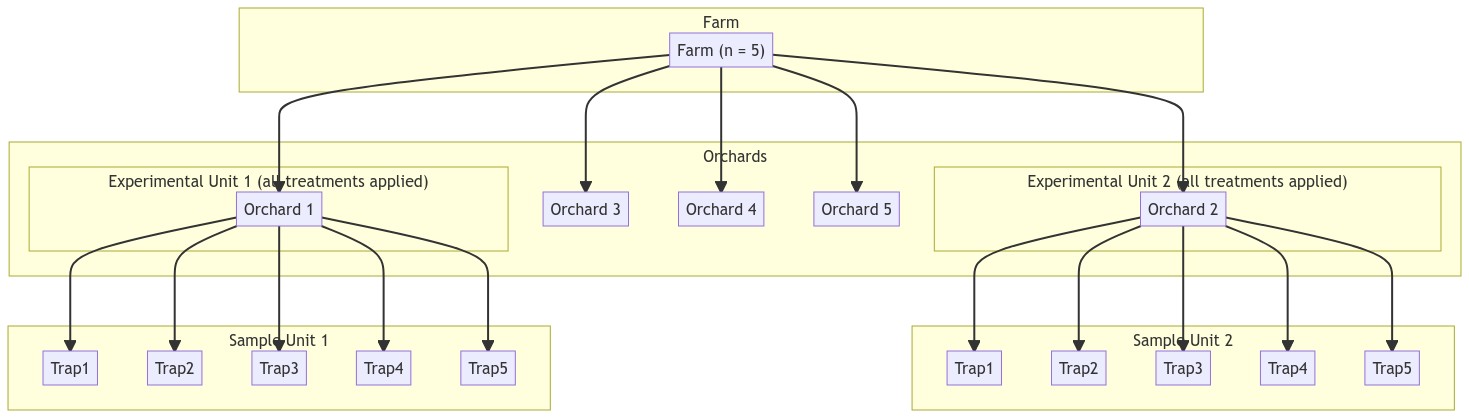 Farm
Farm (n = 5)
Orchards
Experimental Unit 1 (all treatments applied)
Experimental Unit 2 (all treatments applied)
Orchard 1
Orchard 3
Orchard 4
Orchard 5
Orchard 2
Sample Unit 1
Sample Unit 2
Trap1
Trap2
Trap3
Trap4
Trap5
Trap1
Trap2
Trap3
Trap4
Trap5